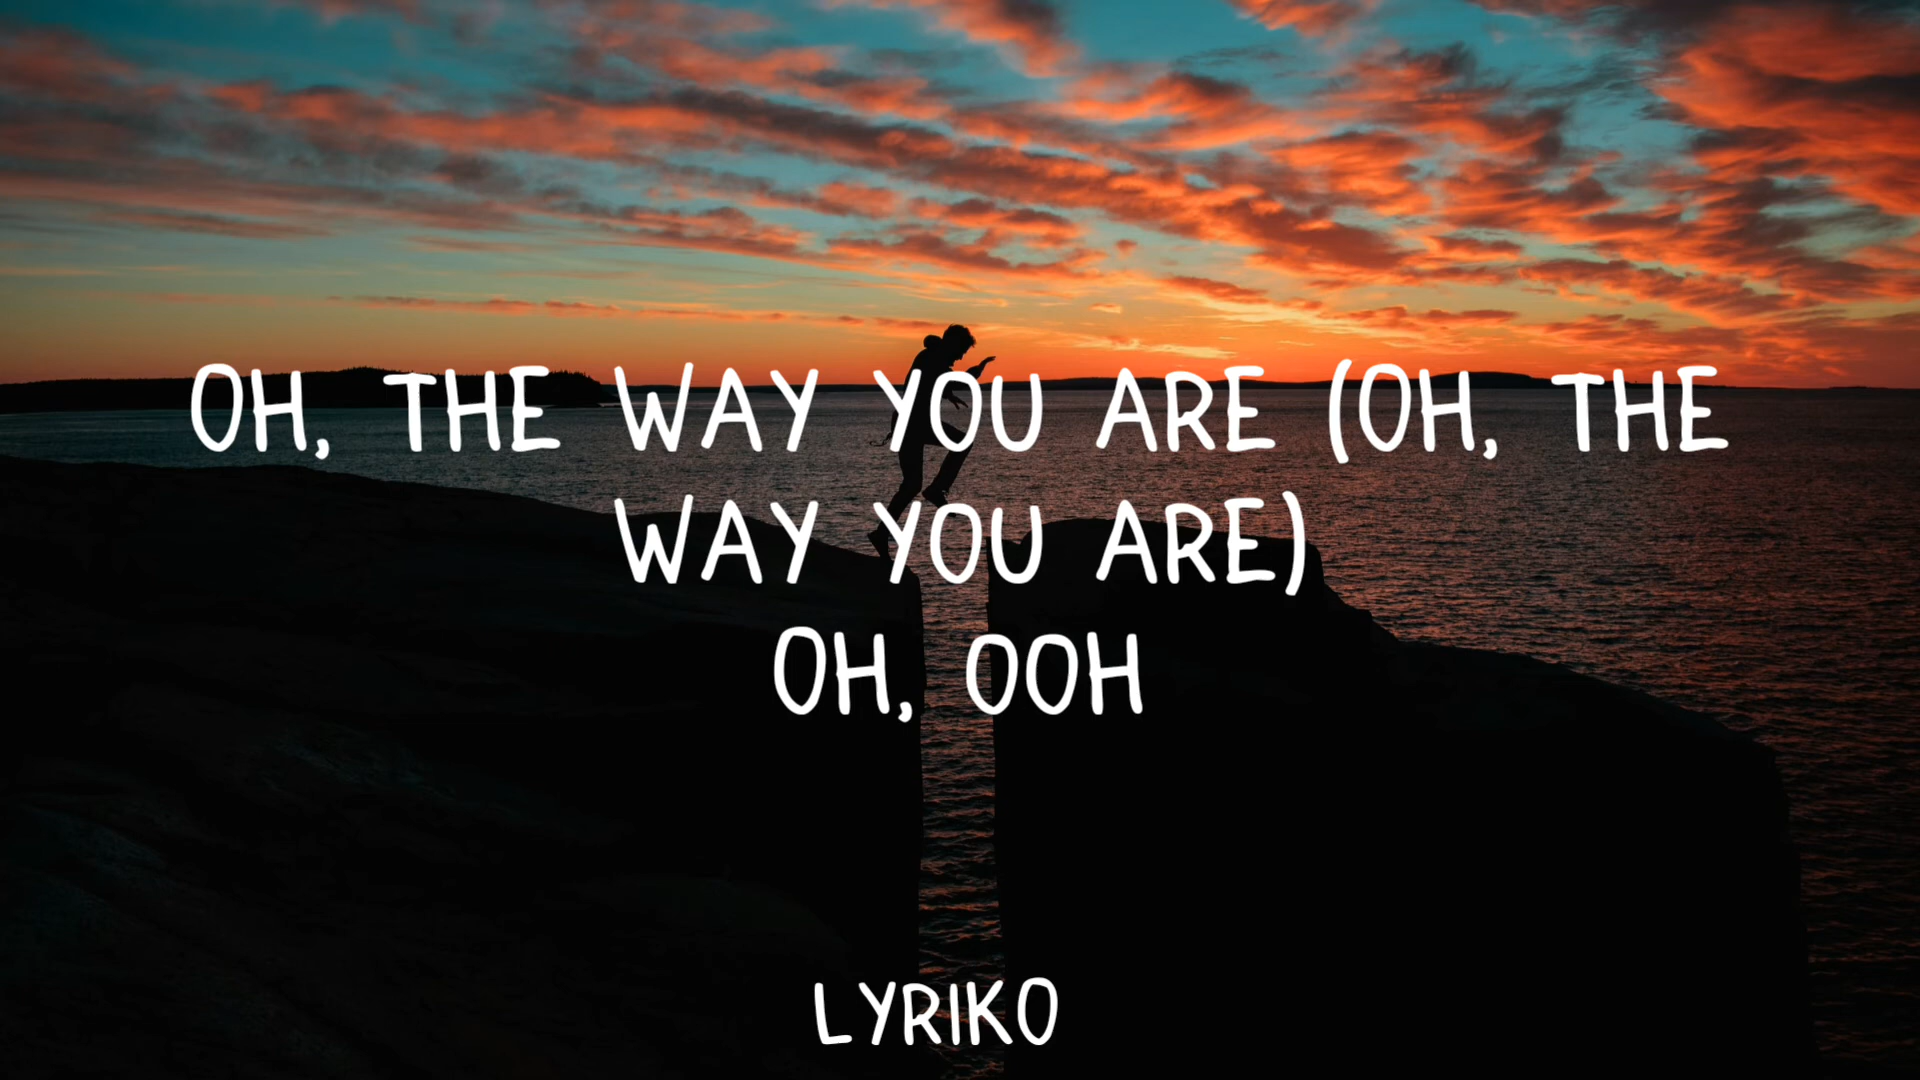 OH, THE WAY YOU ARE (OH, THE
WAY YOU ARE)
OH, OOH
LYRIKO